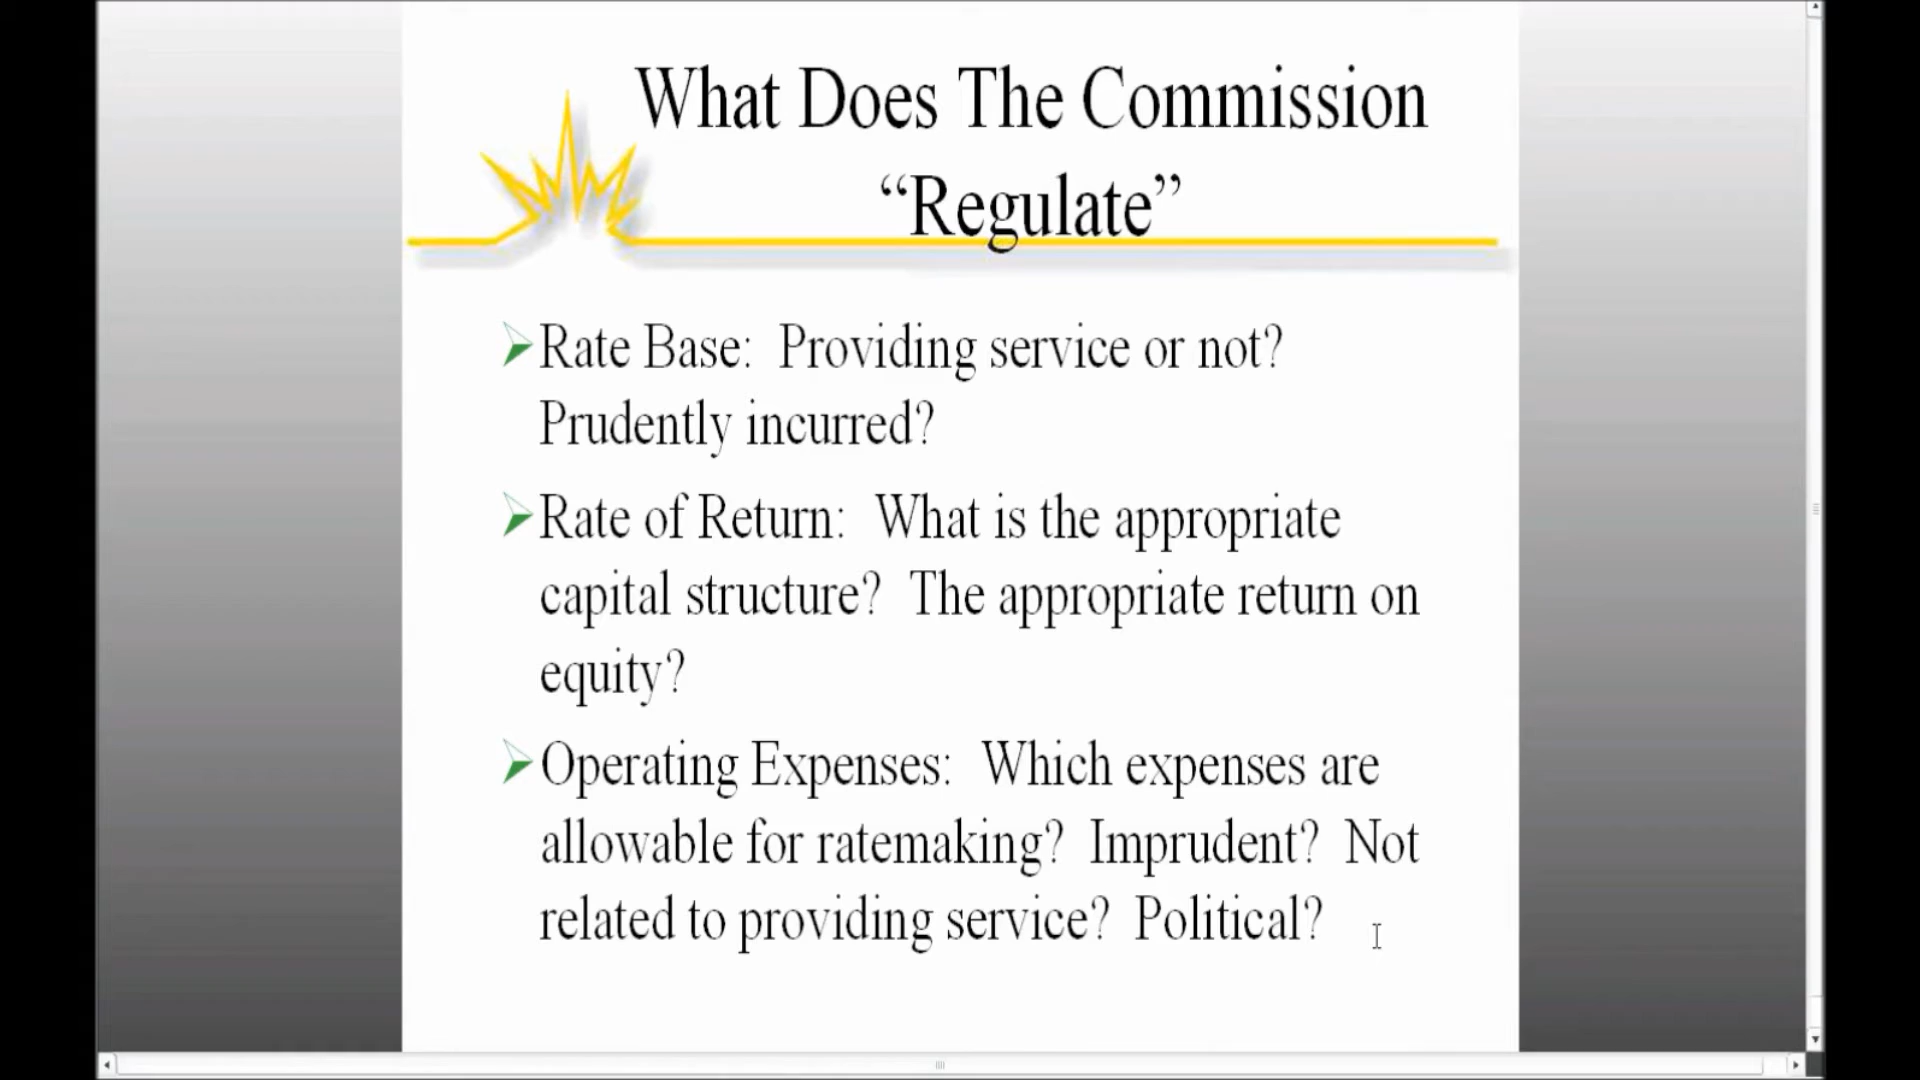 What Does The Commission
“Regulate”
Rate Base:  Providing service or not?
Prudently incurred?
Rate of Return:  What is the appropriate
capital structure?  The appropriate return on
equity?
Operating Expenses:  Which expenses are
allowable for ratemaking?  Imprudent?  Not
related to providing service?  Political?